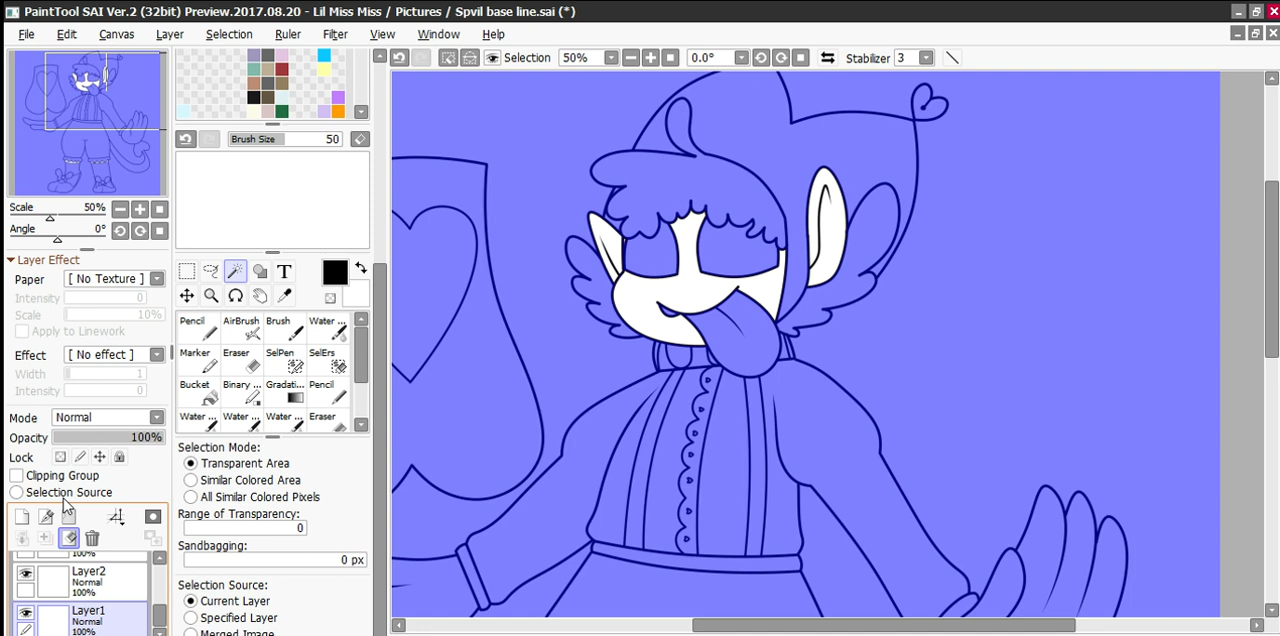 PaintTool SAI Ver.2 (32bit) Preview.2017.08.20 - Lil Miss Miss / Pictures / Spvil base line.sai (*)
File Edit Canvas Layer Selection Ruler Filter View Window Help
Selection 50% 0.0° Stabilizer 3
Brush Size 50
Scale 50%
Angle 0°
Layer Effect
Paper [ No Texture ]
Intensity 0
Scale 10%
Apply to Linework
Effect [ No effect ]
Width 1
Intensity 0
Mode Normal
Opacity 100%
Lock
Clipping Group
Selection Source
100%
Layer2
Normal
100%
Layer1
Normal
100%
T
Pencil AirBrush Brush Water ...
Marker Eraser SelPen SelErs
Bucket Binary ... Gradati... Pencil
Water ... Water ... Water ... Eraser
Selection Mode:
Transparent Area
Similar Colored Area
All Similar Colored Pixels
Range of Transparency:
0
Sandbagging:
0 px
Selection Source:
Current Layer
Specified Layer
Merged Image